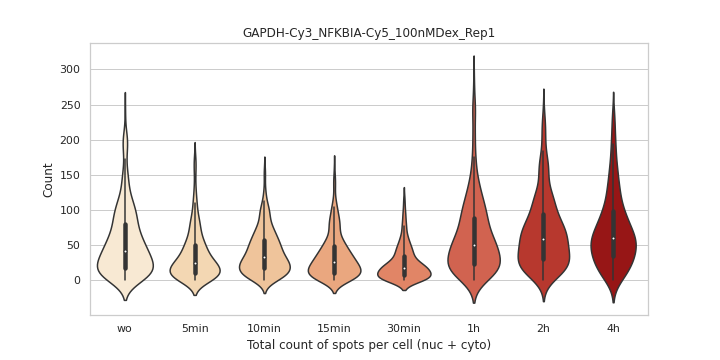 GAPDH-Cy3_NFKBIA-Cy5_100nMDex_Rep1
300
250
200
150
100
50
0
Count
wo 5min 10min 15min 30min 1h 2h 4h
Total count of spots per cell (nuc + cyto)